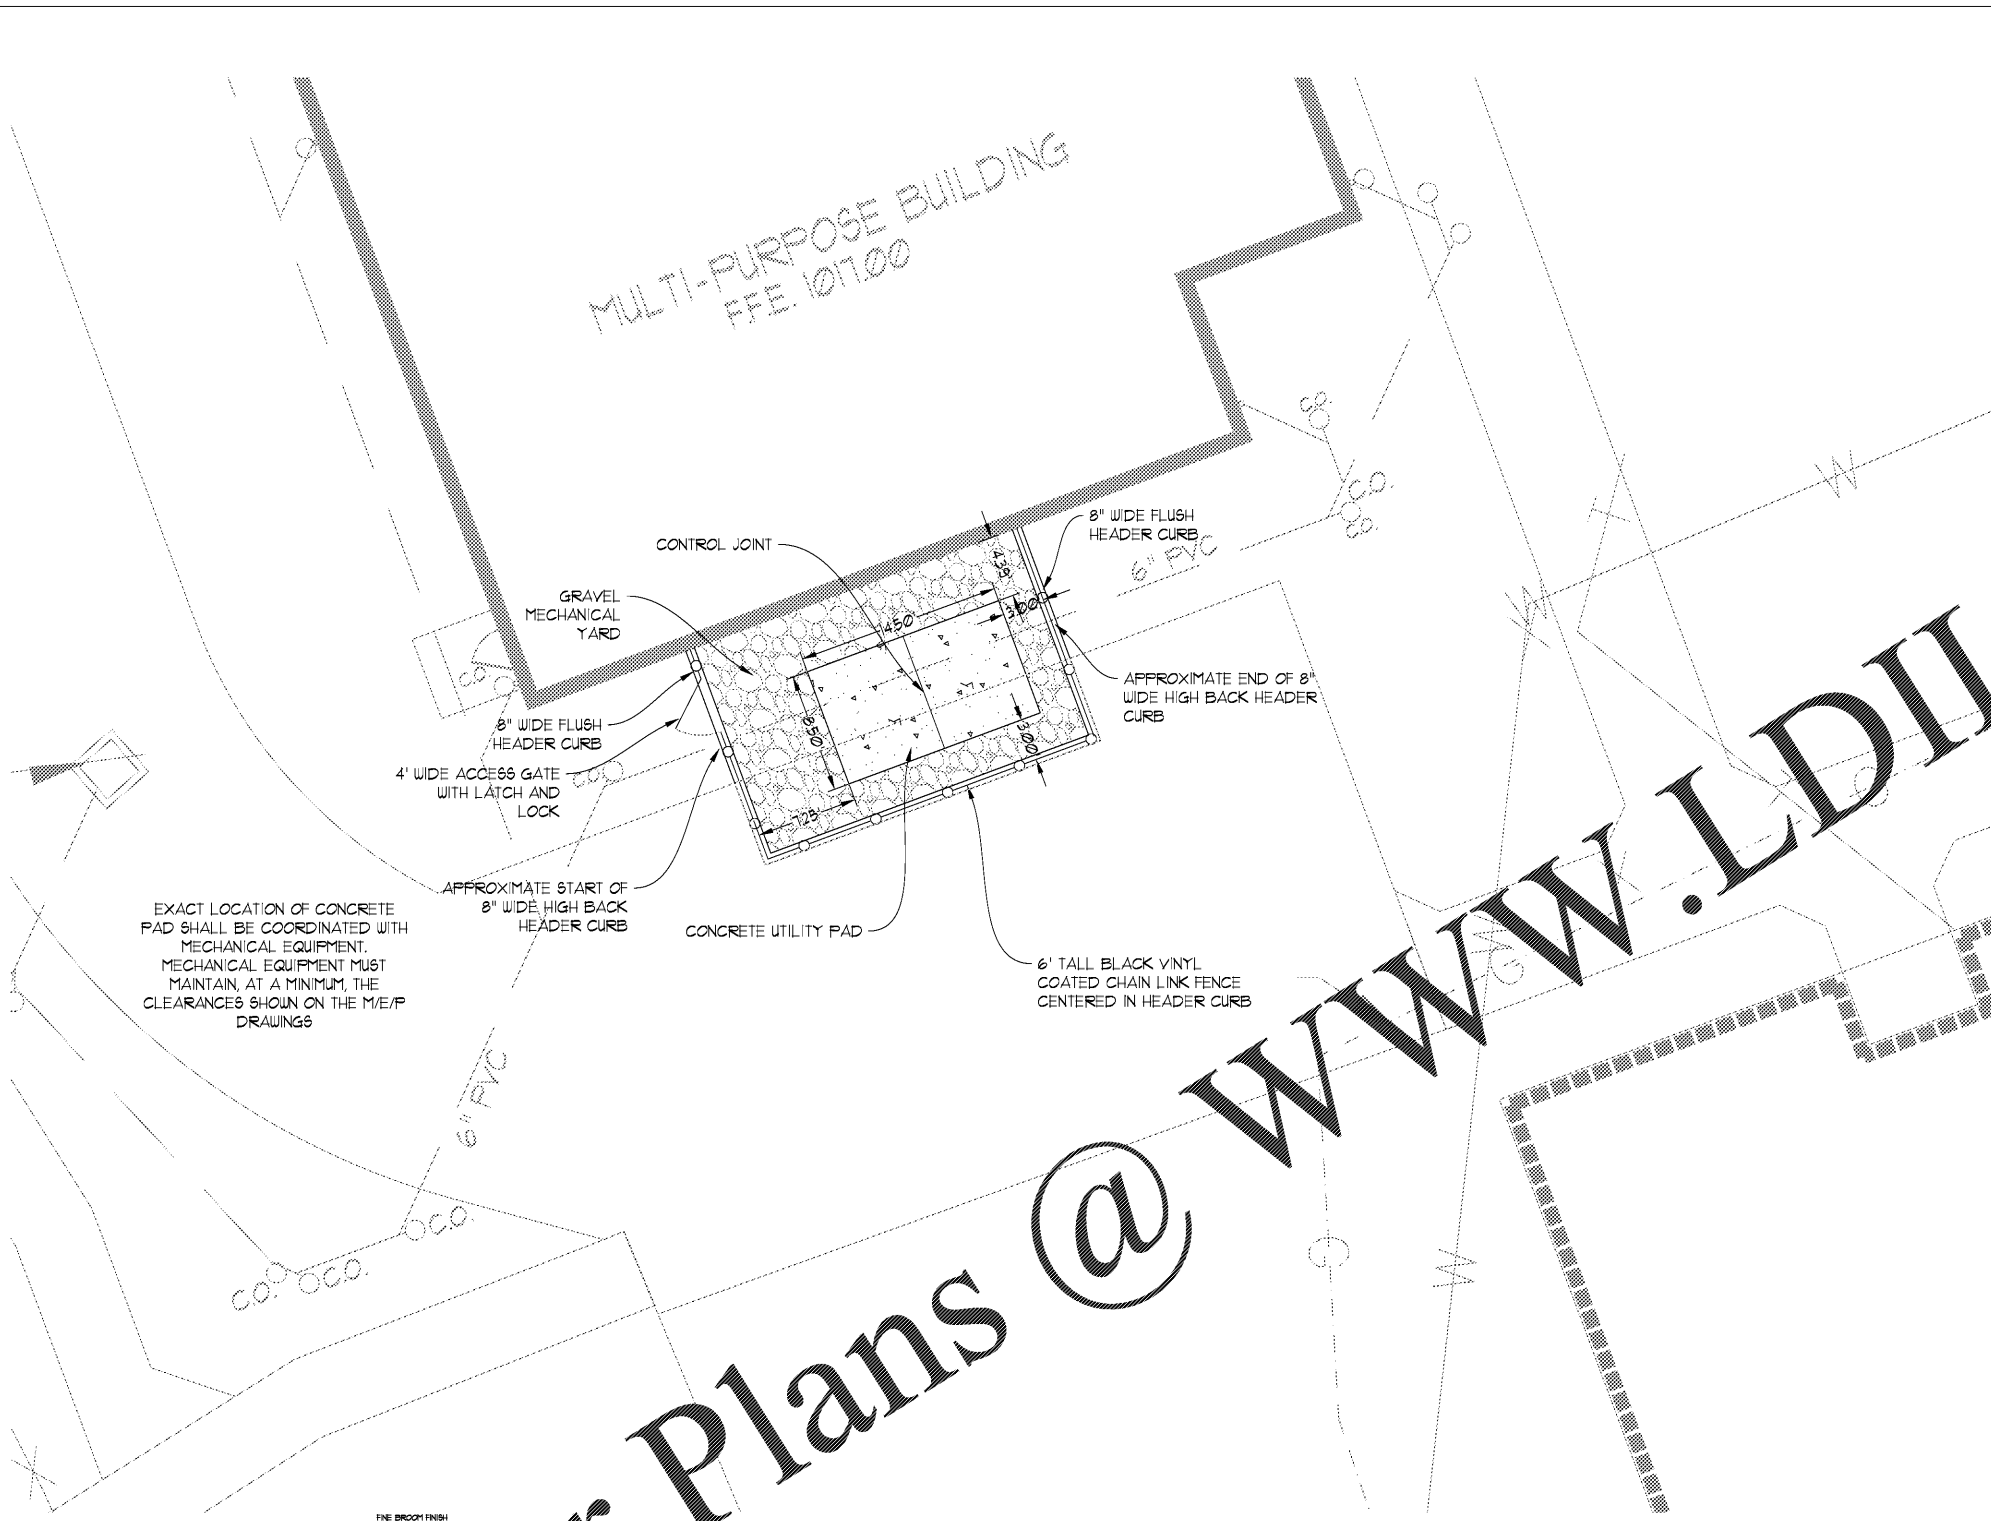 MULTI-PURPOSE BUILDING
F.F.E. 1017.00
CONTROL JOINT
8" WIDE FLUSH
HEADER CURB
6" PVC
GRAVEL
MECHANICAL
YARD
4.39'
3.00'
8.50'
3.00'
7.25'
APPROXIMATE END OF 8"
WIDE HIGH BACK HEADER
CURB
8" WIDE FLUSH
HEADER CURB
4' WIDE ACCESS GATE
WITH LATCH AND
LOCK
APPROXIMATE START OF
8" WIDE HIGH BACK
HEADER CURB
CONCRETE UTILITY PAD
6' TALL BLACK VINYL
COATED CHAIN LINK FENCE
CENTERED IN HEADER CURB
EXACT LOCATION OF CONCRETE
PAD SHALL BE COORDINATED WITH
MECHANICAL EQUIPMENT.
MECHANICAL EQUIPMENT MUST
MAINTAIN, AT A MINIMUM, THE
CLEARANCES SHOWN ON THE M/E/P
DRAWINGS
CO.
C.O.
CO.
CO.
CO.
W
T
W
G
W
6" PVC
C.O.
C.O.
C.O.
G
W
X
r Plans @ www.LDI
FINE BROOM FINISH